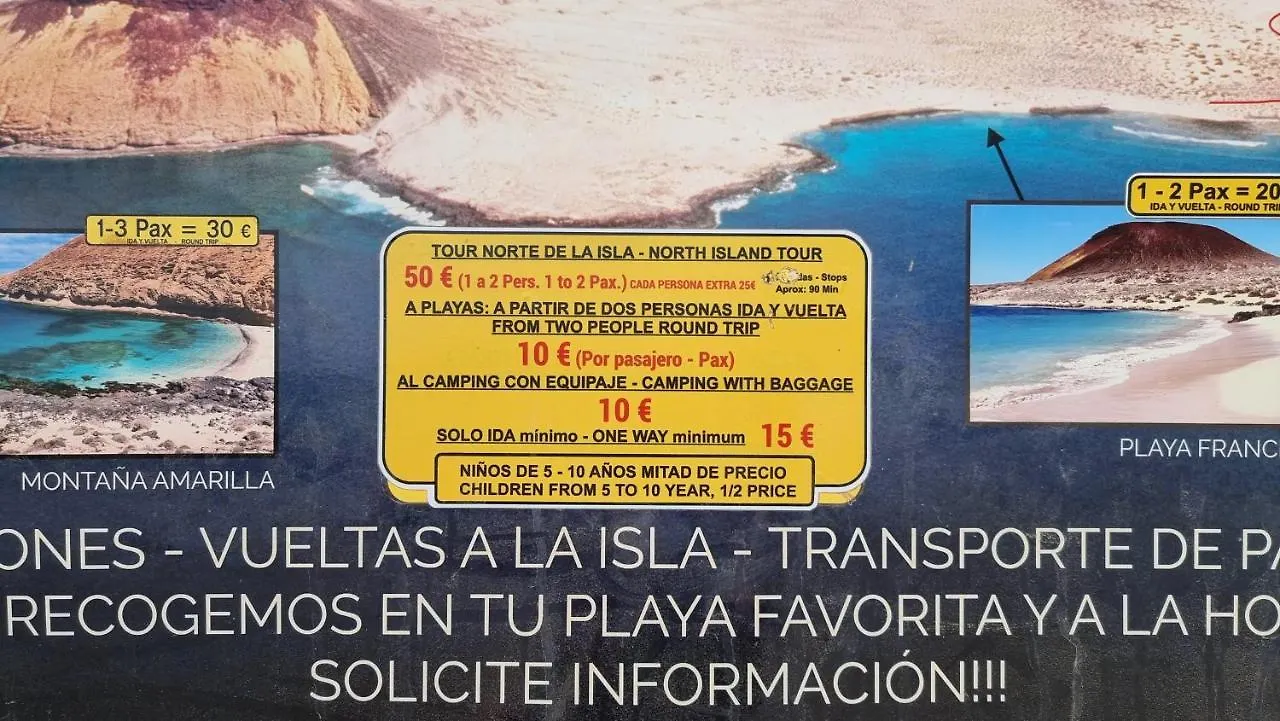 1-3 Pax = 30 €
IDA Y VUELTA - ROUND TRIP
1 - 2 Pax = 20
IDA Y VUELTA - ROUND TRI
TOUR NORTE DE LA ISLA - NORTH ISLAND TOUR
50 € (1 a 2 Pers. 1 to 2 Pax.) CADA PERSONA EXTRA 25€
das - Stops
Aprox: 90 Min
A PLAYAS: A PARTIR DE DOS PERSONAS IDA Y VUELTA
FROM TWO PEOPLE ROUND TRIP
10 € (Por pasajero - Pax)
AL CAMPING CON EQUIPAJE - CAMPING WITH BAGGAGE
10 €
SOLO IDA mínimo - ONE WAY minimum 15 €
NIÑOS DE 5 - 10 AÑOS MITAD DE PRECIO
CHILDREN FROM 5 TO 10 YEAR, 1/2 PRICE
MONTAÑA AMARILLA
PLAYA FRANC
ONES - VUELTAS A LA ISLA - TRANSPORTE DE PA
RECOGEMOS EN TU PLAYA FAVORITA Y A LA HO
SOLICITE INFORMACIÓN!!!